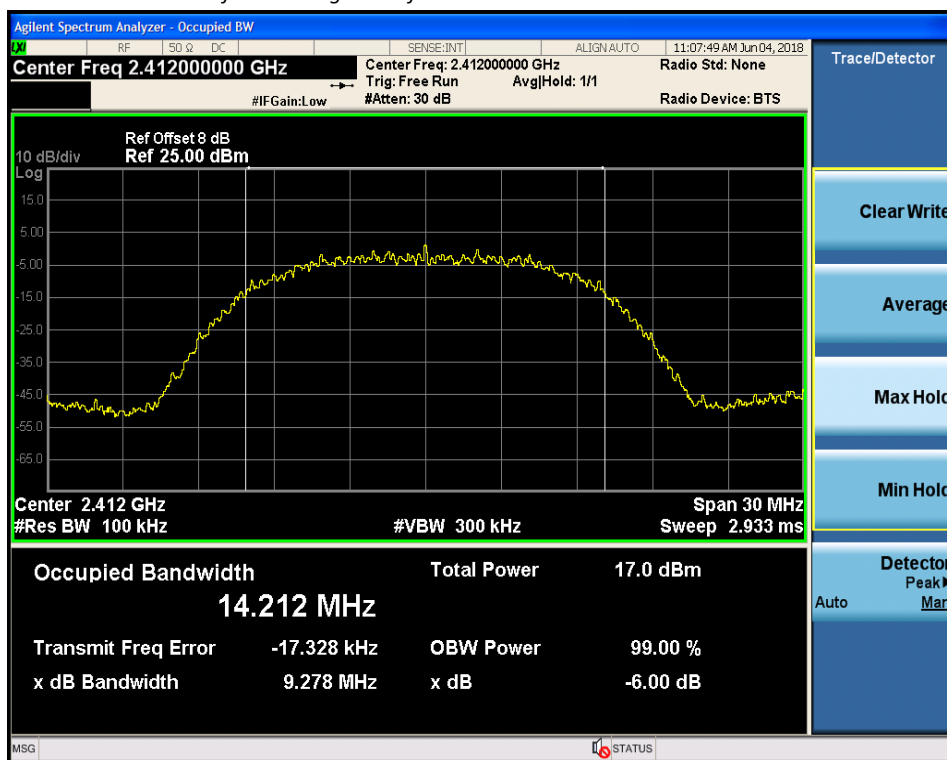 Agilent Spectrum Analyzer - Occupied BW
LXI RF 50 Ω DC SENSE:INT ALIGN AUTO 11:07:49 AM Jun 04, 2018
Center Freq 2.412000000 GHz
Center Freq: 2.412000000 GHz
Radio Std: None
Trig: Free Run Avg|Hold: 1/1
#IFGain:Low #Atten: 30 dB Radio Device: BTS
Ref Offset 8 dB
10 dB/div Ref 25.00 dBm
Log
15.0
5.00
-5.00
-15.0
-25.0
-35.0
-45.0
-55.0
-65.0
Center 2.412 GHz Span 30 MHz
#Res BW 100 kHz #VBW 300 kHz Sweep 2.933 ms
Occupied Bandwidth Total Power 17.0 dBm
14.212 MHz
Transmit Freq Error -17.328 kHz OBW Power 99.00 %
x dB Bandwidth 9.278 MHz x dB -6.00 dB
MSG STATUS
Trace/Detector
Clear Write
Average
Max Hold
Min Hold
Detector
Peak
Auto Man